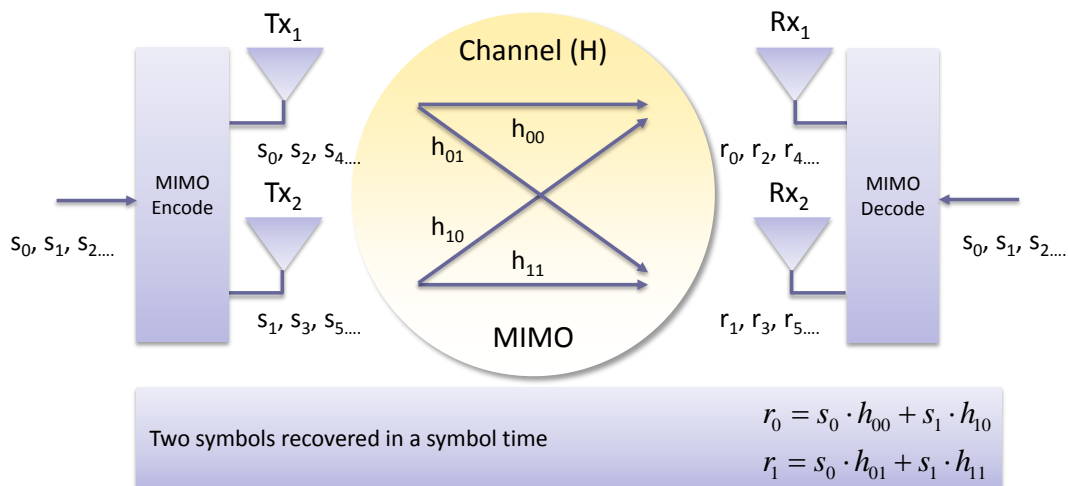 Tx₁
Channel (H)
Rx₁
h₀₀
h₀₁
s₀, s₂, s₄....
r₀, r₂, r₄....
MIMO
Encode
Tx₂
Rx₂
MIMO
Decode
h₁₀
s₀, s₁, s₂....
s₀, s₁, s₂....
h₁₁
s₁, s₃, s₅....
MIMO
r₁, r₃, r₅....
Two symbols recovered in a symbol time
r₀ = s₀ · h₀₀ + s₁ · h₁₀
r₁ = s₀ · h₀₁ + s₁ · h₁₁